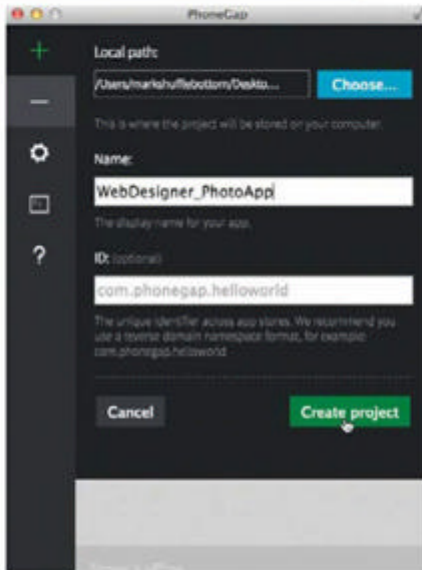 PhoneGap
Local path:
/Users/markshufflebottom/Deskto...
Choose...
This is where the project will be stored on your computer.
Name:
WebDesigner_PhotoApp
The display name for your app.
ID: (optional)
com.phonegap.helloworld
The unique identifier across app stores. We recommend you
use a reverse domain namespace format, for example:
com.phonegap.helloworld
Cancel
Create project
?